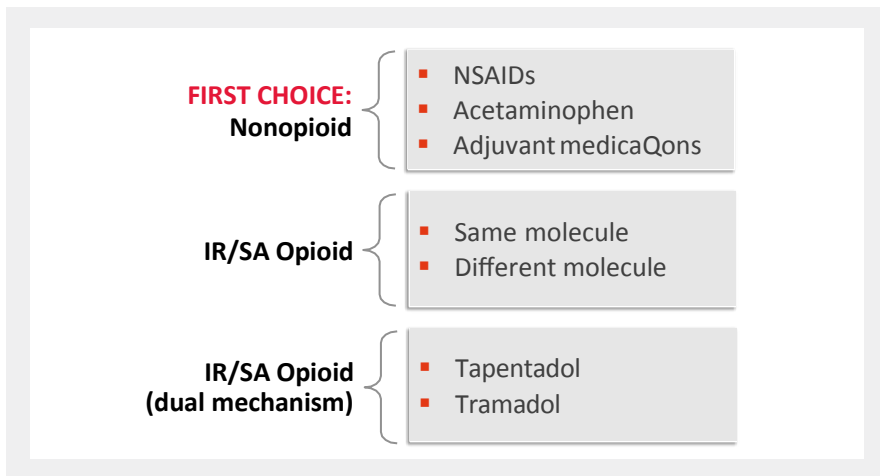 FIRST CHOICE:
Nonopioid
▪ NSAIDs
▪ Acetaminophen
▪ Adjuvant medicaQons
IR/SA Opioid
▪ Same molecule
▪ Different molecule
IR/SA Opioid
(dual mechanism)
▪ Tapentadol
▪ Tramadol